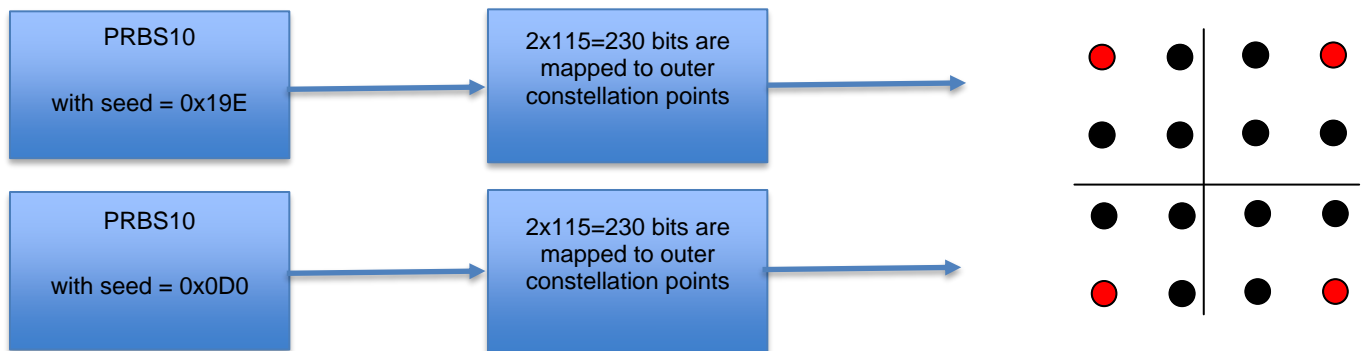 PRBS10
with seed = 0x19E
2x115=230 bits are
mapped to outer
constellation points
PRBS10
with seed = 0x0D0
2x115=230 bits are
mapped to outer
constellation points